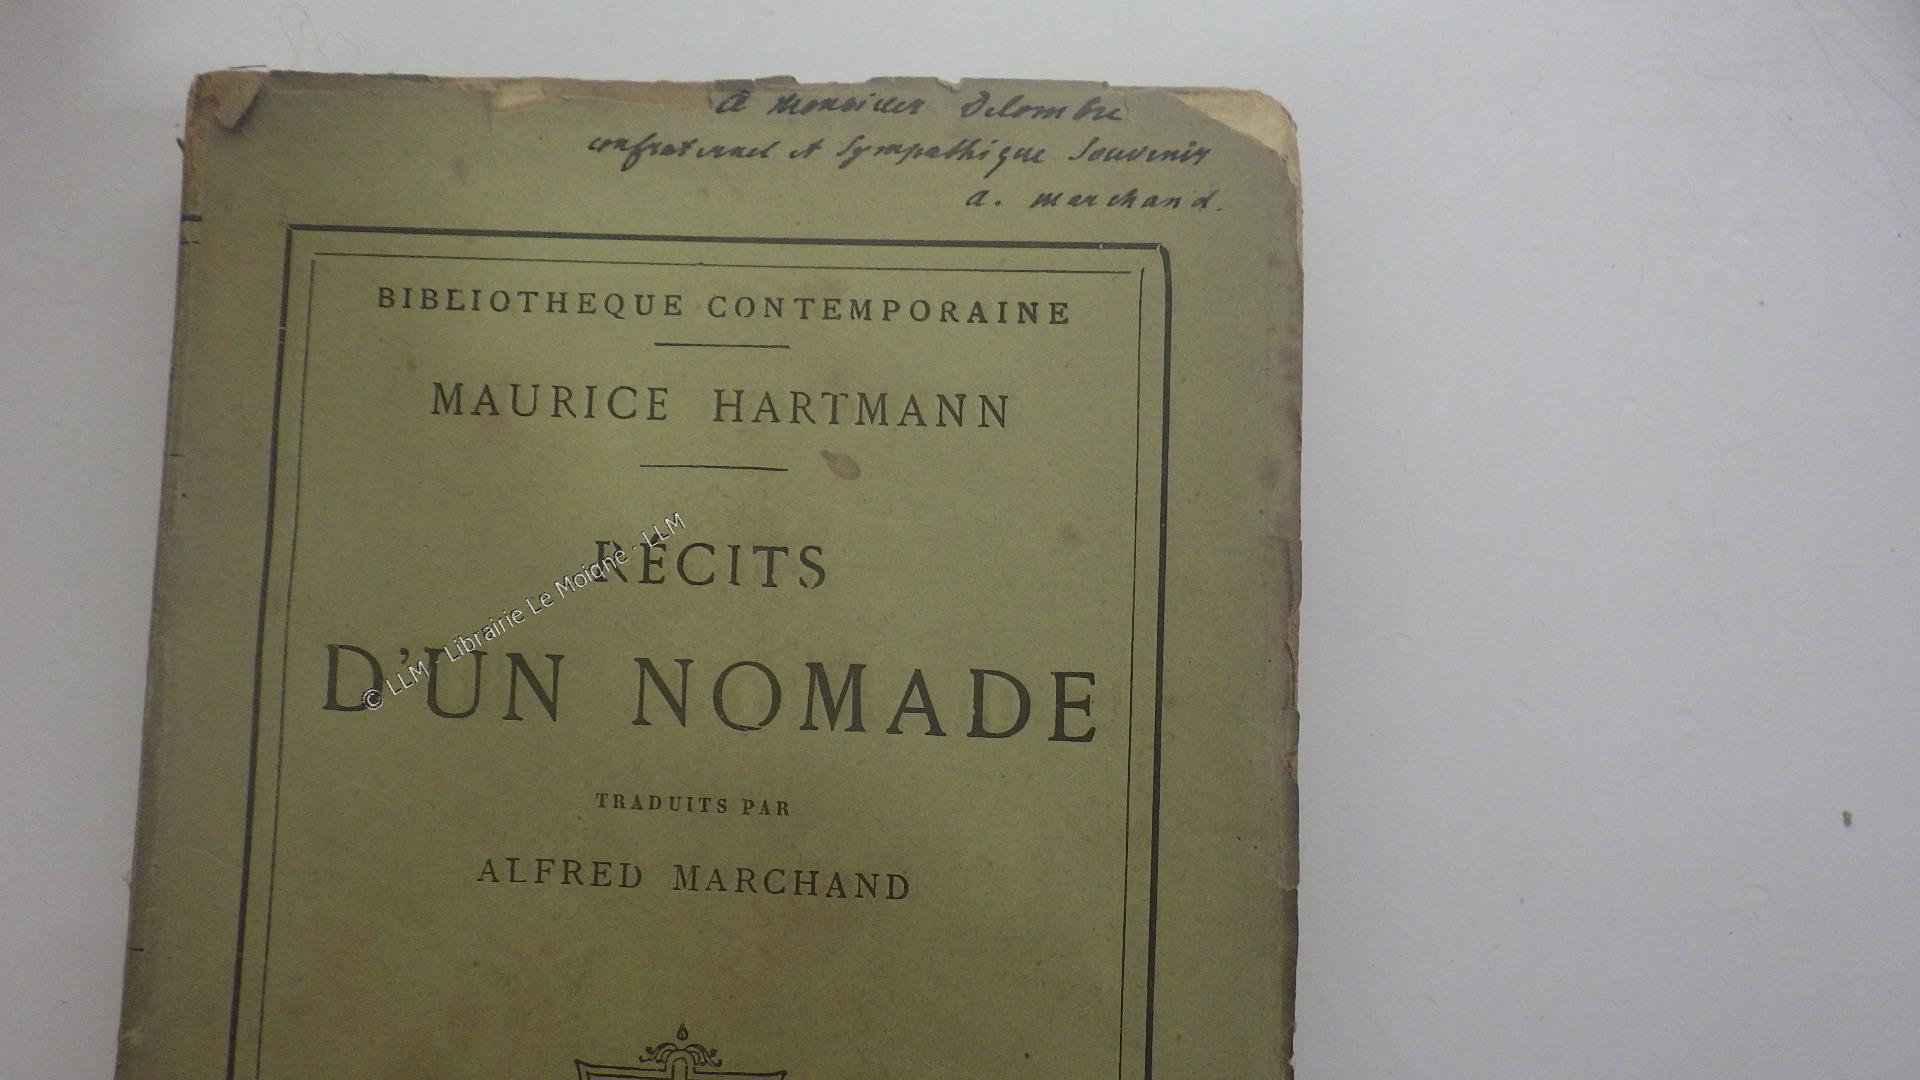 a monsieur Delombre
confraternel et sympathique souvenir
a. marchand.
BIBLIOTHEQUE CONTEMPORAINE
MAURICE HARTMANN
RÉCITS
D'UN NOMADE
TRADUITS PAR
ALFRED MARCHAND
© LLM - Librairie Le Moiane - LLM